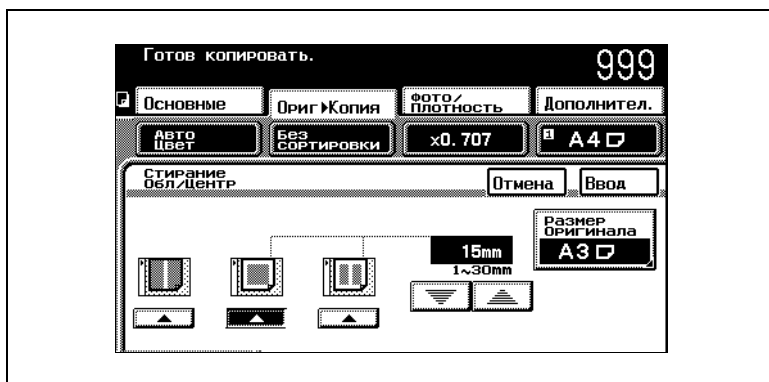 Готов копировать.
999
Основные
Ориг▶Копия
Фото/
Плотность
Дополнител.
Авто
Цвет
Без
сортировки
x0.707
1 A4
Стирание
Обл/Центр
Отмена
Ввод
Размер
Оригинала
A3
15mm
1~30mm